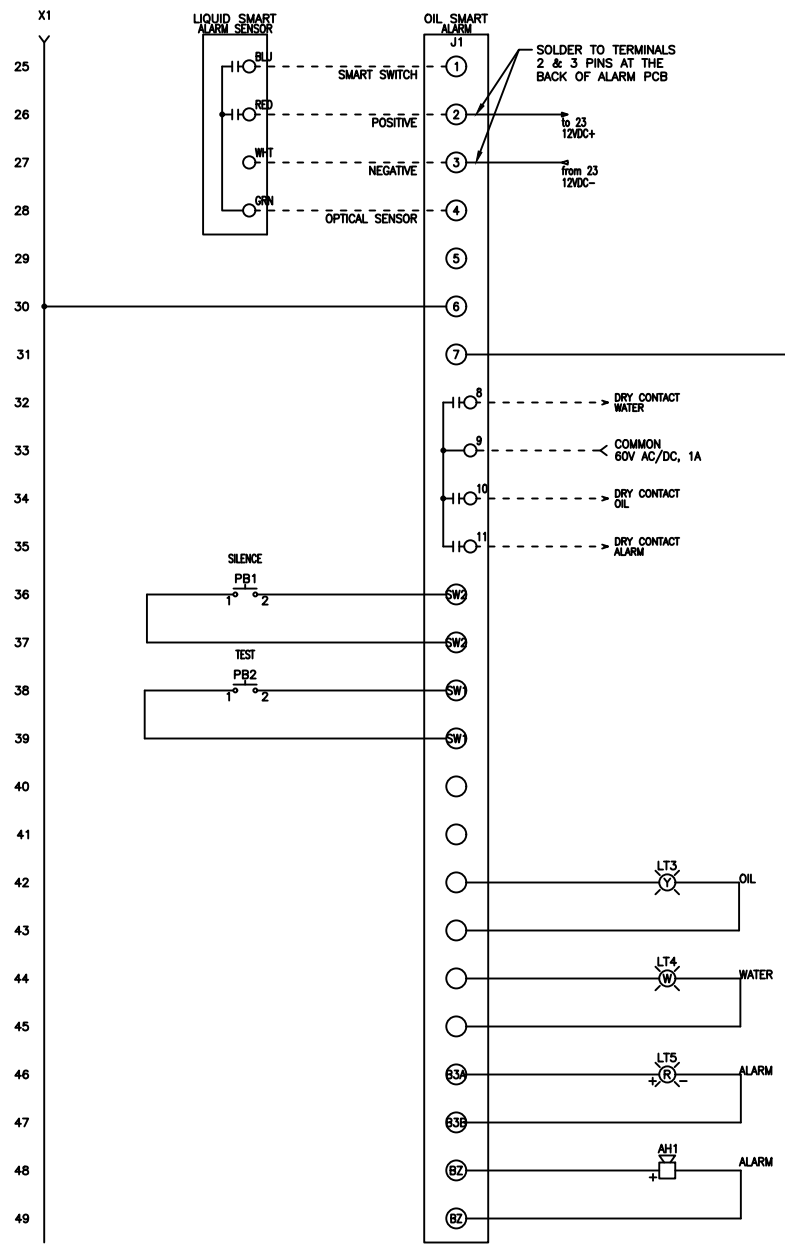 X1
LIQUID SMART
ALARM SENSOR
OIL SMART
ALARM
J1
SOLDER TO TERMINALS
2 & 3 PINS AT THE
BACK OF ALARM PCB
25
BLU
SMART SWITCH
1
26
RED
POSITIVE
2
to 23
12VDC+
27
WHT
NEGATIVE
3
from 23
12VDC-
28
GRN
OPTICAL SENSOR
4
29
5
30
6
31
7
32
8
DRY CONTACT
WATER
33
9
COMMON
60V AC/DC, 1A
34
10
DRY CONTACT
OIL
35
11
DRY CONTACT
ALARM
SILENCE
PB1
36
1 2
SW2
37
SW2
TEST
PB2
38
1 2
SW1
39
SW1
40
41
LT3
42
Y
OIL
43
LT4
44
W
WATER
45
LT5
46
B3A
+ R -
ALARM
47
B3B
AH1
48
BZ
+
ALARM
49
BZ